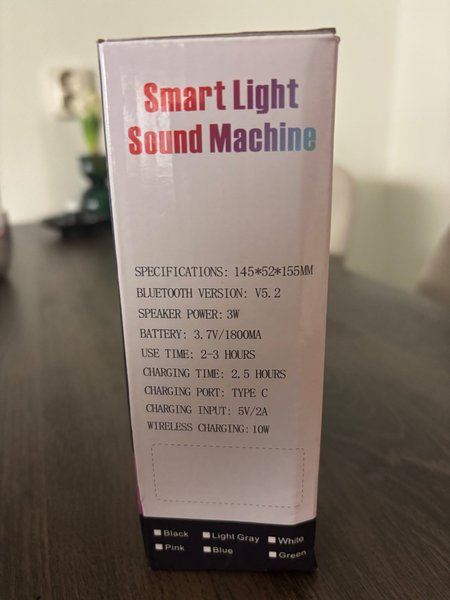 Smart Light
Sound Machine
SPECIFICATIONS: 145*52*155MM
BLUETOOTH VERSION: V5.2
SPEAKER POWER: 3W
BATTERY: 3.7V/1800MA
USE TIME: 2-3 HOURS
CHARGING TIME: 2.5 HOURS
CHARGING PORT: TYPE C
CHARGING INPUT: 5V/2A
WIRELESS CHARGING: 10W
Black Light Gray White
Pink Blue Green